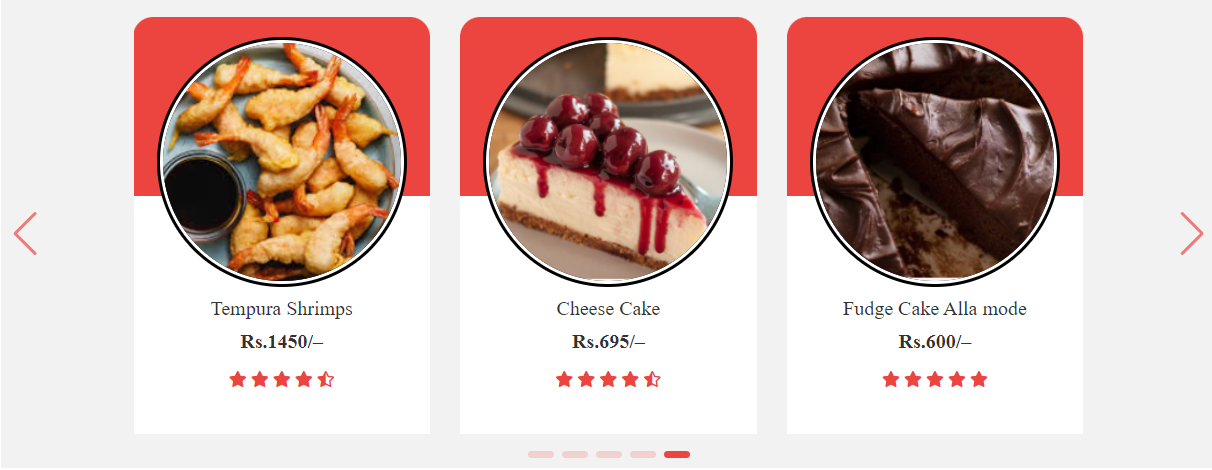 Tempura Shrimps
Rs.1450/–
Cheese Cake
Rs.695/–
Fudge Cake Alla mode
Rs.600/–